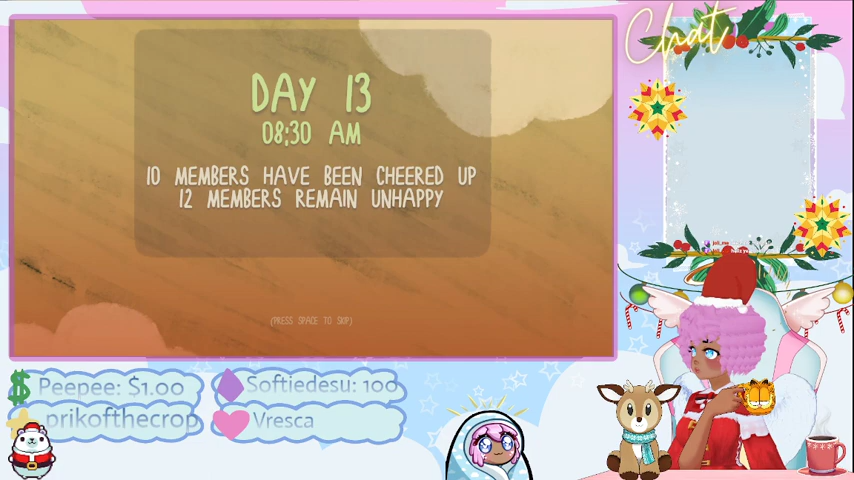 Chat
DAY 13
08:30 AM
10 MEMBERS HAVE BEEN CHEERED UP
12 MEMBERS REMAIN UNHAPPY
(PRESS SPACE TO SKIP)
Peepee: $1.00
Softiedesu: 100
prikofthecrop
Vresca